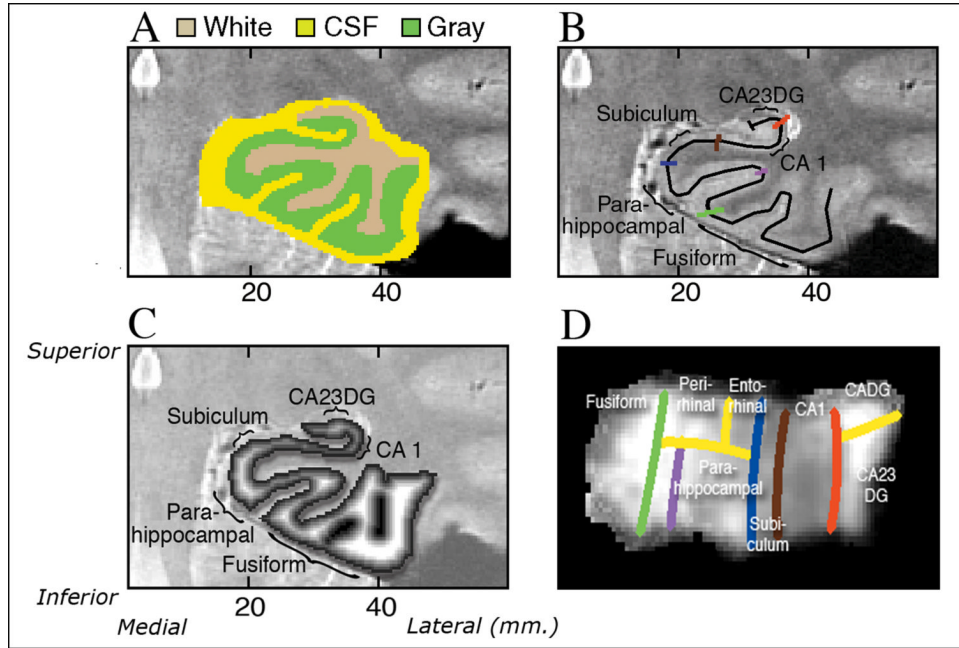 A
White CSF Gray
20 40
B
CA23DG
Subiculum
CA 1
Para-
hippocampal
Fusiform
20 40
C
Superior
CA23DG
Subiculum
CA 1
Para-
hippocampal
Fusiform
Inferior
20 40
Medial Lateral (mm.)
D
Fusiform
Peri-
rhinal
Ento-
rhinal
CA1
CADG
Para-
hippocampal
CA23
DG
Subi-
culum